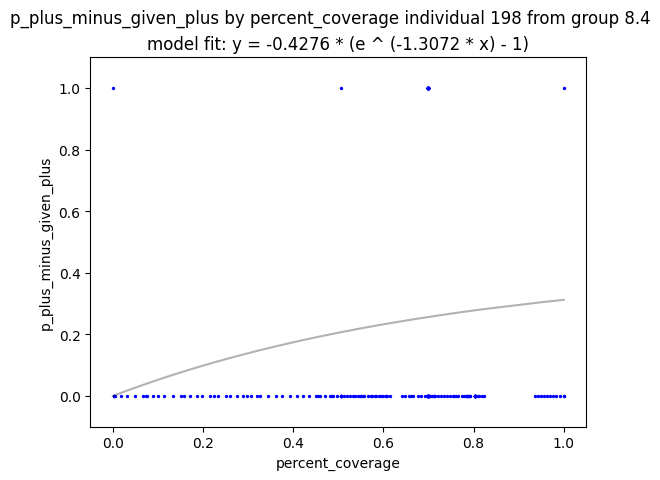 p_plus_minus_given_plus by percent_coverage individual 198 from group 8.4
model fit: y = -0.4276 * (e ^ (-1.3072 * x) - 1)
1.0
0.8
0.6
0.4
0.2
0.0
p_plus_minus_given_plus
0.0 0.2 0.4 0.6 0.8 1.0
percent_coverage